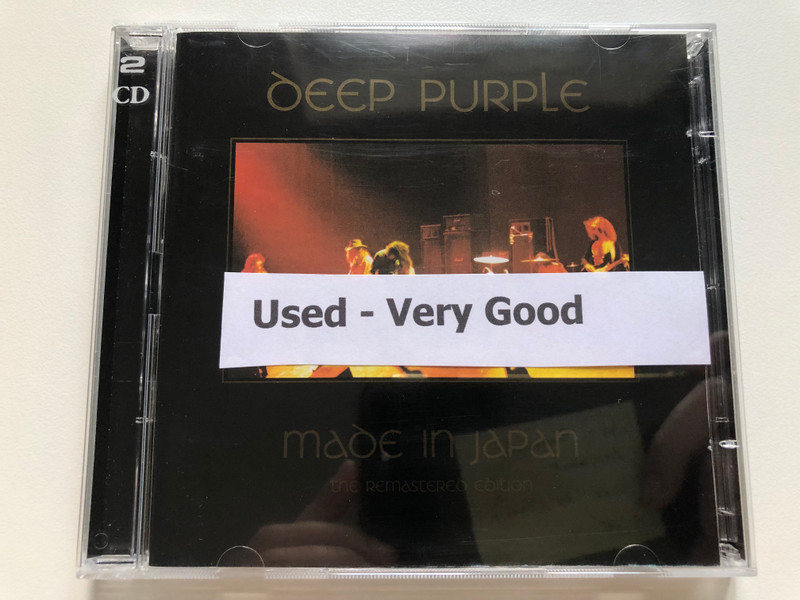 2
CD
DEEP PURPLE
Used - Very Good
MADE IN JAPAN
THE REMASTERED EDITION